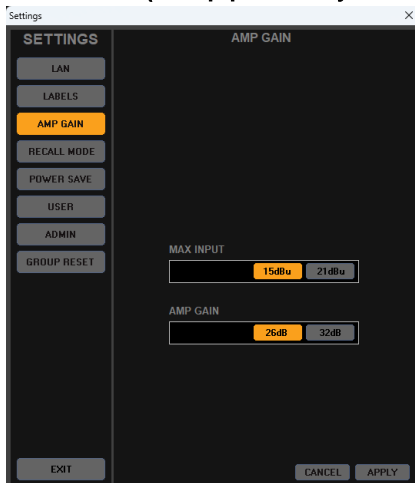 Settings
SETTINGS
LAN
LABELS
AMP GAIN
RECALL MODE
POWER SAVE
USER
ADMIN
GROUP RESET
EXIT
AMP GAIN
MAX INPUT
15dBu 21dBu
AMP GAIN
26dB 32dB
CANCEL APPLY